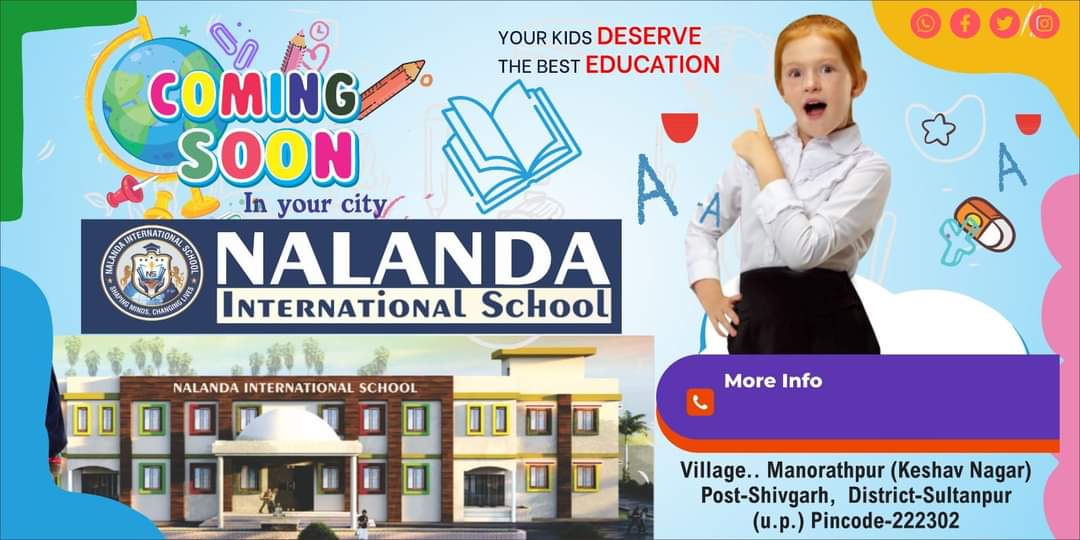 COMING
SOON
In your city
YOUR KIDS DESERVE
THE BEST EDUCATION
A
A
A
NALANDA INTERNATIONAL SCHOOL
NS
SHAPING MINDS, CHANGING LIVES
NALANDA
INTERNATIONAL SCHOOL
NALANDA INTERNATIONAL SCHOOL
More Info
Village.. Manorathpur (Keshav Nagar)
Post-Shivgarh, District-Sultanpur
(u.p.) Pincode-222302